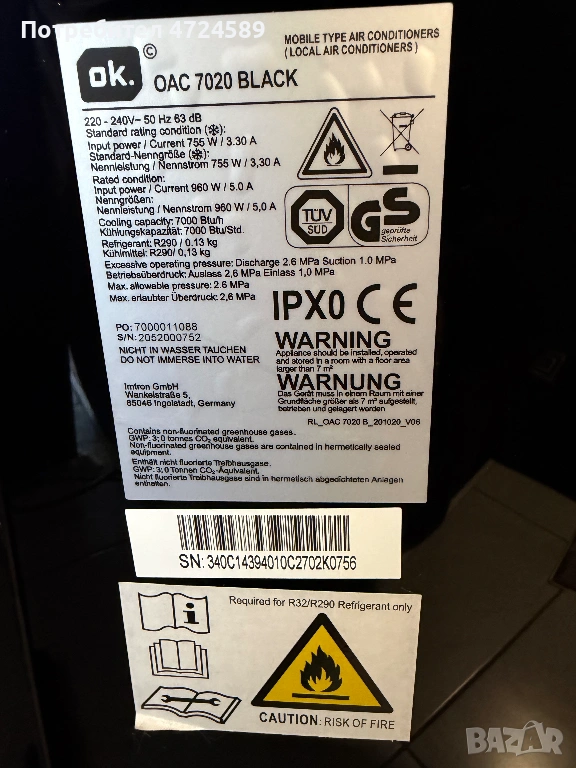 Потребител 4724589
ok.
©
OAC 7020 BLACK
MOBILE TYPE AIR CONDITIONERS
( LOCAL AIR CONDITIONERS )
220 - 240V~ 50 Hz 63 dB
Standard rating condition (❄):
Input power / Current 755 W / 3.30 A
Standard-Nenngröße (❄):
Nennleistung / Nennstrom 755 W / 3,30 A
Rated condition:
Input power / Current 960 W / 5.0 A
Nenngrößen:
Nennleistung / Nennstrom 960 W / 5,0 A
Cooling capacity: 7000 Btu/h
Kühlungskapazität: 7000 Btu/Std.
Refrigerant: R290 / 0.13 kg
Kühlmittel: R290/ 0,13 kg
TÜV
SÜD
GS
geprüfte
Sicherheit
Excessive operating pressure: Discharge 2.6 MPa Suction 1.0 MPa
Betriebsüberdruck: Auslass 2,6 MPa Einlass 1,0 MPa
Max. allowable pressure: 2.6 MPa
Max. erlaubter Überdruck: 2,6 MPa
IPX0 CE
PO: 7000011088
S/N: 2052000752
NICHT IN WASSER TAUCHEN
DO NOT IMMERSE INTO WATER
WARNING
Appliance should be installed, operated
and stored in a room with a floor area
larger than 7 m²
WARNUNG
Das Gerät muss in einem Raum mit einer
Grundfläche größer als 7 m² aufgestellt,
betrieben und gelagert werden
Imtron GmbH
Wankelstraße 5,
85046 Ingolstadt, Germany
RL_OAC 7020 B_201020_V06
Contains non-fluorinated greenhouse gases.
GWP: 3; 0 tonnes CO₂ equivalent.
Non-fluorinated greenhouse gases are contained in hermetically sealed
equipment.
Enthält nicht fluorierte Treibhausgase.
GWP: 3;0 Tonnen CO₂-Äquivalent.
Nicht fluorierte Treibhausgase sind in hermetisch abgedichteten Anlagen
enthalten.
SN: 340C14394010C2702K0756
Required for R32/R290 Refrigerant only
i
CAUTION: RISK OF FIRE
BAZAR